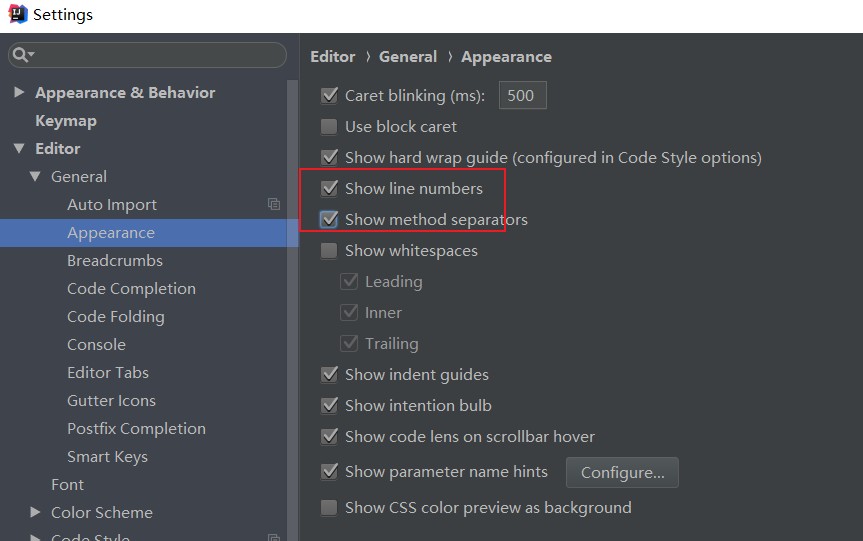 Settings
Appearance & Behavior
Keymap
Editor
General
Auto Import
Appearance
Breadcrumbs
Code Completion
Code Folding
Console
Editor Tabs
Gutter Icons
Postfix Completion
Smart Keys
Font
Color Scheme
Code Style
Editor › General › Appearance
Caret blinking (ms): 500
Use block caret
Show hard wrap guide (configured in Code Style options)
Show line numbers
Show method separators
Show whitespaces
Leading
Inner
Trailing
Show indent guides
Show intention bulb
Show code lens on scrollbar hover
Show parameter name hints Configure...
Show CSS color preview as background